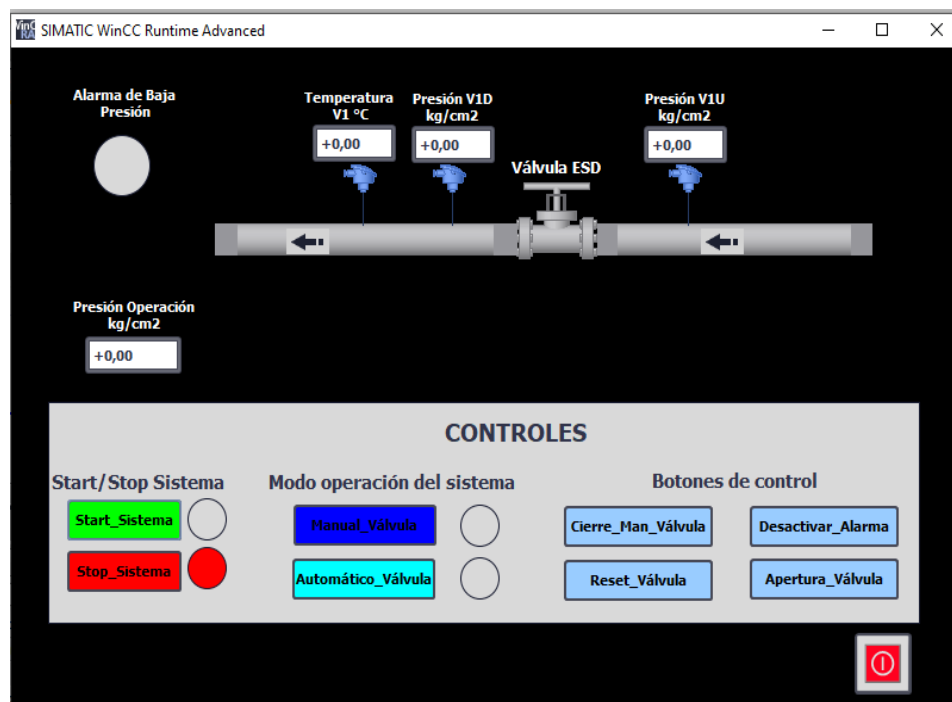 SIMATIC WinCC Runtime Advanced
Alarma de Baja
Presión
Temperatura
V1 °C
+0,00
Presión V1D
kg/cm2
+0,00
Presión V1U
kg/cm2
+0,00
Válvula ESD
Presión Operación
kg/cm2
+0,00
CONTROLES
Start/Stop Sistema
Start_Sistema
Stop_Sistema
Modo operación del sistema
Manual_Válvula
Automático_Válvula
Botones de control
Cierre_Man_Válvula
Desactivar_Alarma
Reset_Válvula
Apertura_Válvula